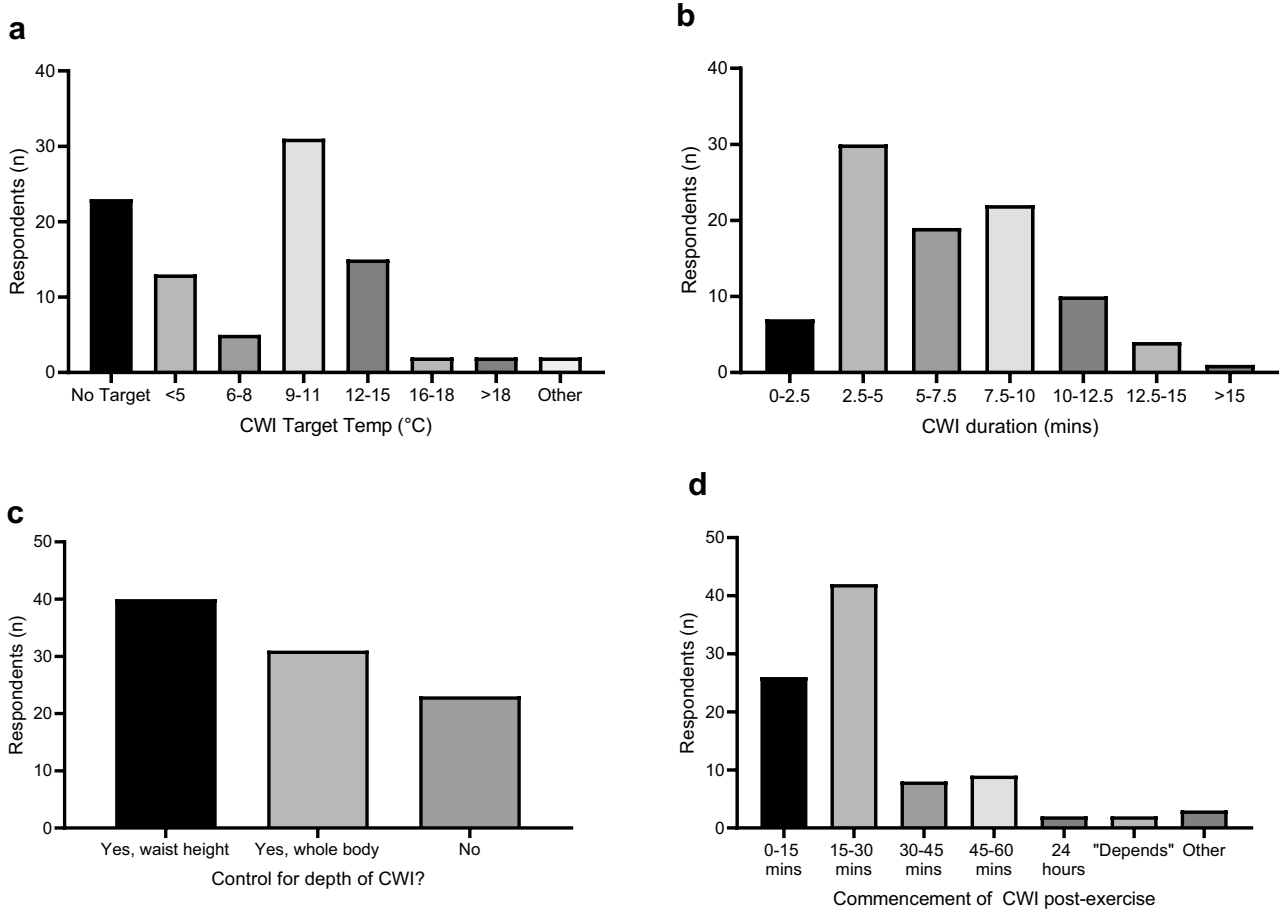 a
40
30
20
10
0
Respondents (n)
No Target <5 6-8 9-11 12-15 16-18 >18 Other
CWI Target Temp (°C)
b
40
30
20
10
0
Respondents (n)
0-2.5 2.5-5 5-7.5 7.5-10 10-12.5 12.5-15 >15
CWI duration (mins)
c
50
40
30
20
10
0
Respondents (n)
Yes, waist height Yes, whole body No
Control for depth of CWI?
d
50
40
30
20
10
0
Respondents (n)
0-15 15-30 30-45 45-60 24 "Depends" Other
mins mins mins mins hours
Commencement of CWI post-exercise